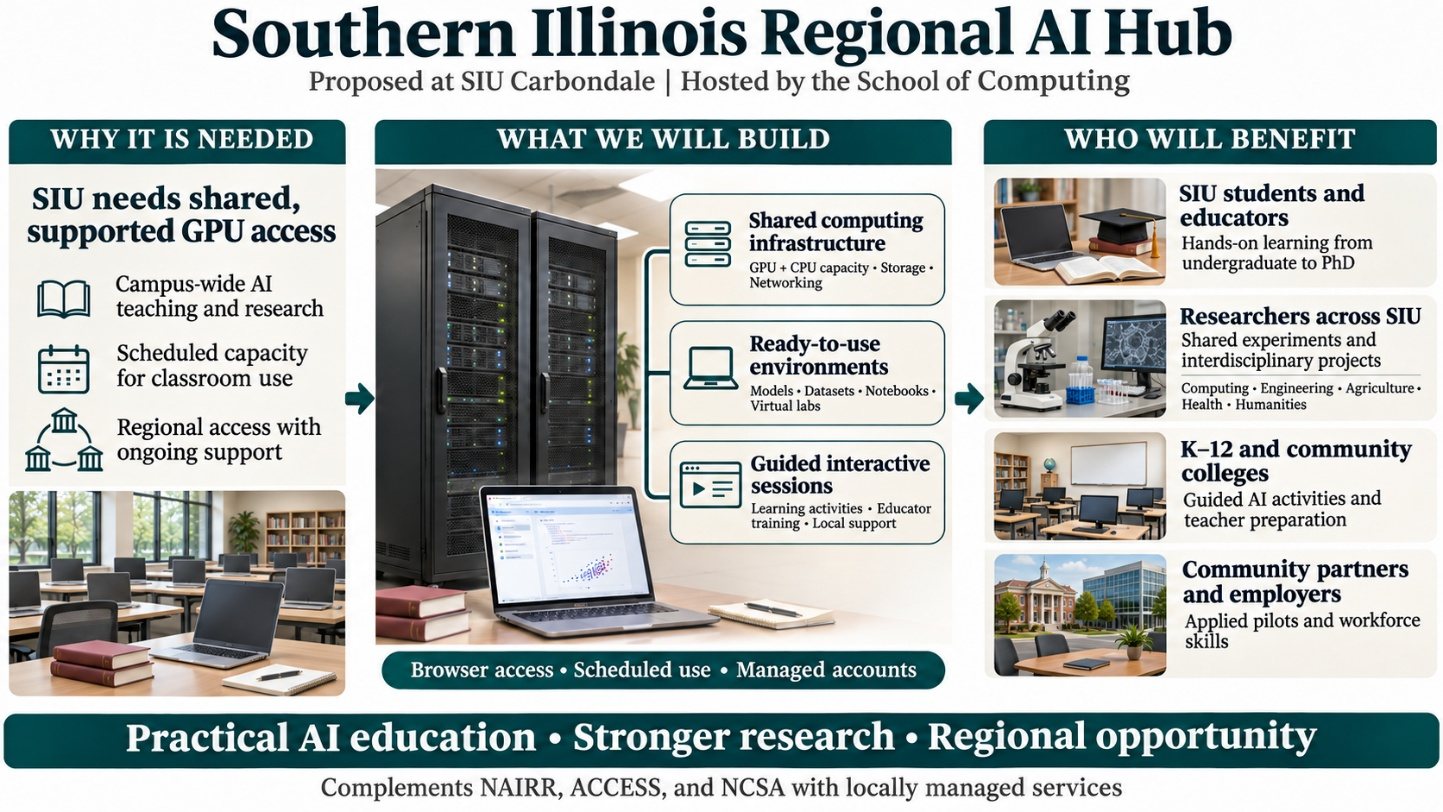 Southern Illinois Regional AI Hub
Proposed at SIU Carbondale | Hosted by the School of Computing
WHY IT IS NEEDED
SIU needs shared,
supported GPU access
Campus-wide AI
teaching and research
Scheduled capacity
for classroom use
Regional access with
ongoing support
WHAT WE WILL BUILD
Shared computing
infrastructure
GPU + CPU capacity • Storage •
Networking
Ready-to-use
environments
Models • Datasets • Notebooks •
Virtual labs
Guided interactive
sessions
Learning activities • Educator
training • Local support
Browser access • Scheduled use • Managed accounts
WHO WILL BENEFIT
SIU students and
educators
Hands-on learning from
undergraduate to PhD
Researchers across SIU
Shared experiments and
interdisciplinary projects
Computing • Engineering • Agriculture •
Health • Humanities
K–12 and community
colleges
Guided AI activities and
teacher preparation
Community partners
and employers
Applied pilots and workforce
skills
Practical AI education • Stronger research • Regional opportunity
Complements NAIRR, ACCESS, and NCSA with locally managed services